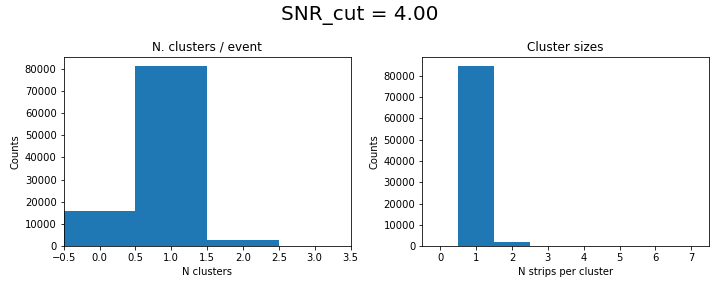 SNR_cut = 4.00
N. clusters / event
Counts
80000
70000
60000
50000
40000
30000
20000
10000
0
−0.5 0.0 0.5 1.0 1.5 2.0 2.5 3.0 3.5
N clusters
Cluster sizes
Counts
80000
70000
60000
50000
40000
30000
20000
10000
0
0 1 2 3 4 5 6 7
N strips per cluster